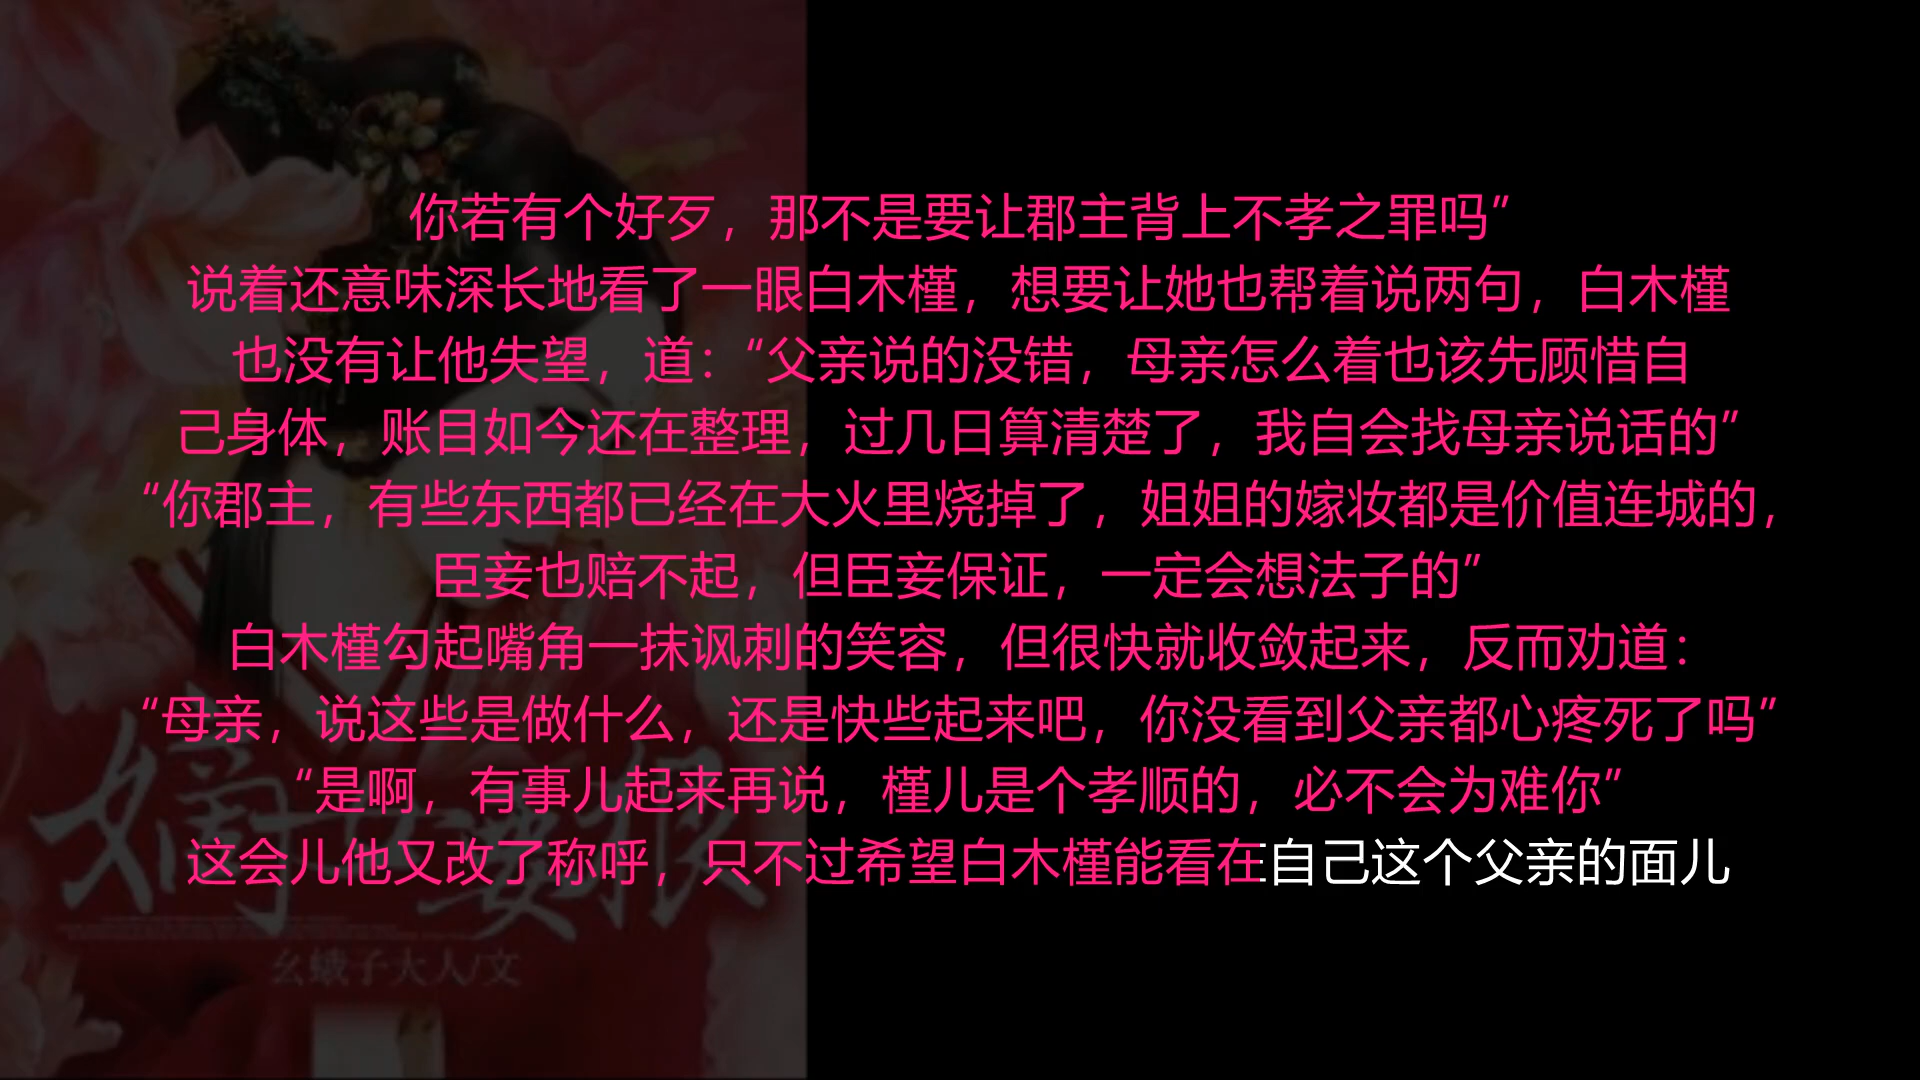 你若有个好歹，那不是要让郡主背上不孝之罪吗”
说着还意味深长地看了一眼白木槿，想要让她也帮着说两句，白木槿
也没有让他失望，道：“父亲说的没错，母亲怎么着也该先顾惜自
己身体，账目如今还在整理，过几日算清楚了，我自会找母亲说话的”
“你郡主，有些东西都已经在大火里烧掉了，姐姐的嫁妆都是价值连城的，
臣妾也赔不起，但臣妾保证，一定会想法子的”
白木槿勾起嘴角一抹讽刺的笑容，但很快就收敛起来，反而劝道：
“母亲，说这些是做什么，还是快些起来吧，你没看到父亲都心疼死了吗”
“是啊，有事儿起来再说，槿儿是个孝顺的，必不会为难你”
这会儿他又改了称呼，只不过希望白木槿能看在自己这个父亲的面儿
嫡女要狠
幺蛾子大人/文